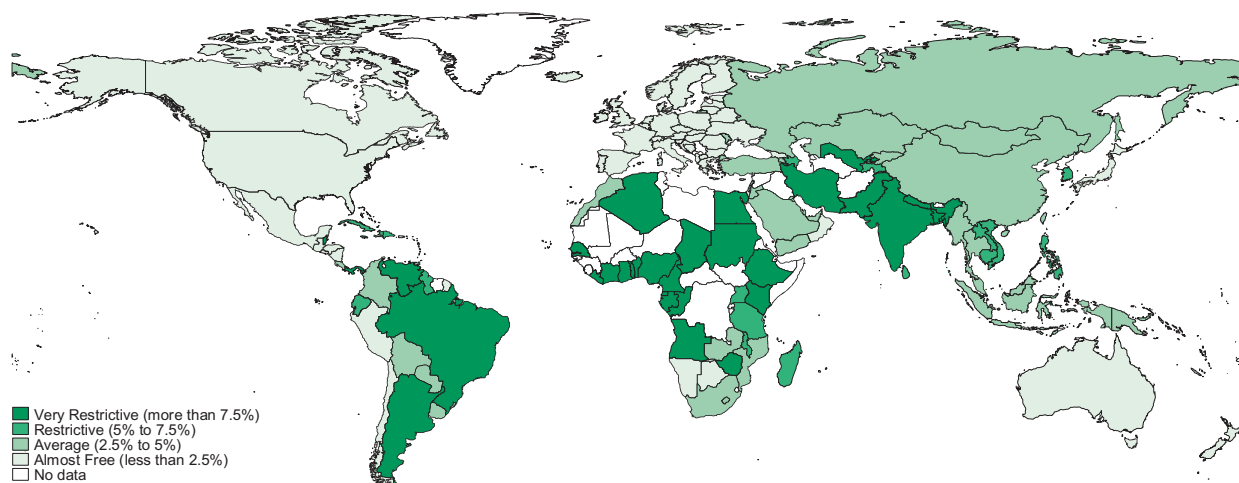 Very Restrictive (more than 7.5%)
Restrictive (5% to 7.5%)
Average (2.5% to 5%)
Almost Free (less than 2.5%)
No data